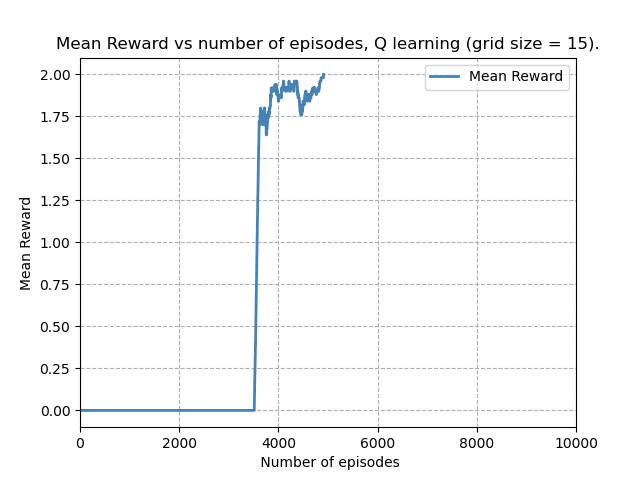 Mean Reward vs number of episodes, Q learning (grid size = 15).
Mean Reward
2.00
1.75
1.50
1.25
1.00
0.75
0.50
0.25
0.00
Mean Reward
0 2000 4000 6000 8000 10000
Number of episodes